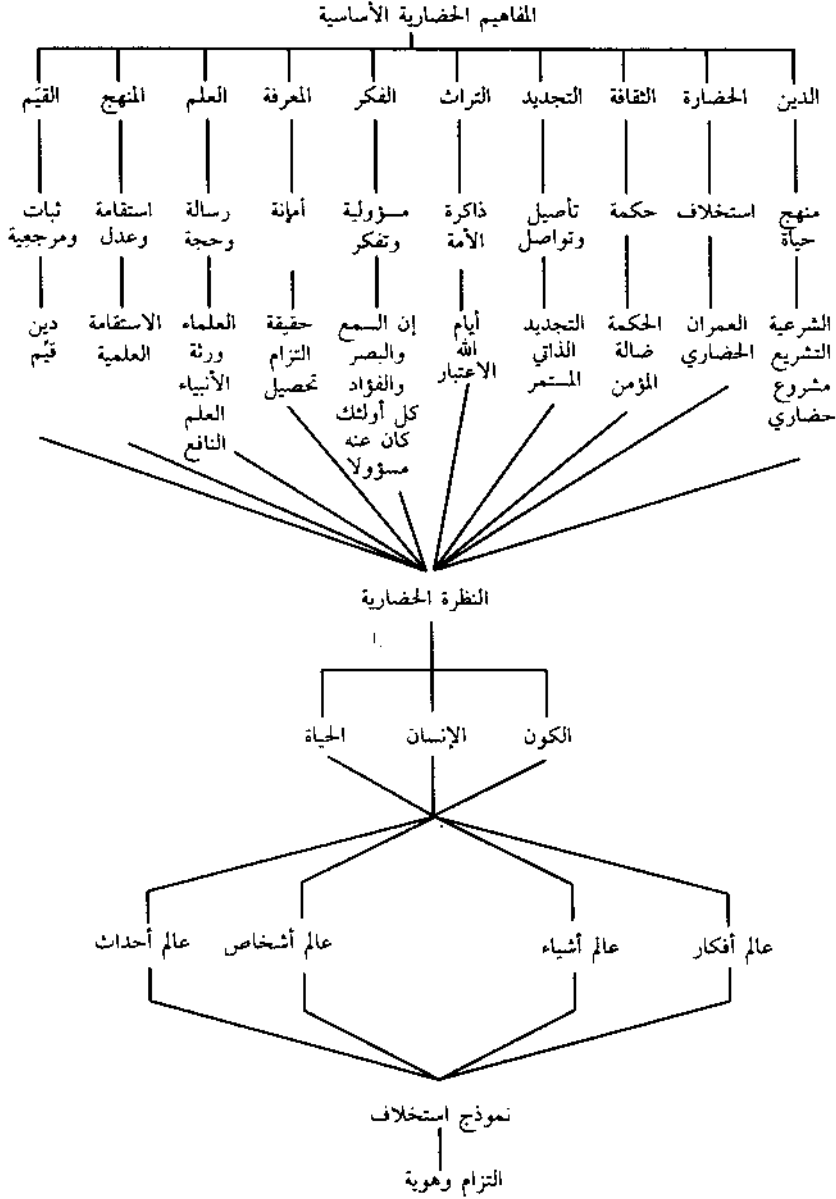 المفاهيم الحضارية الأساسية
الدين
الحضارة
الثقافة
التجديد
التراث
الفكر
المعرفة
العلم
المنهج
القيَم
منهج
حياة
استخلاف
حكمة
تأصيل
وتواصل
ذاكرة
الأمة
مسؤولية
وتفكر
أمانة
رسالة
وحجة
استقامة
وعدل
ثبات
ومرجعية
الشرعية
التشريع
مشروع
حضاري
العمران
الحضاري
الحكمة
ضالة
المؤمن
التجديد
الذاتي
المستمر
أيام
الله
الاعتبار
إن السمع
والبصر
والفؤاد
كل أولئك
كان عنه
مسؤولا
حقيقة
التزام
تحصيل
العلماء
ورثة
الأنبياء
العلم
النافع
الاستقامة
العلمية
دين
قيِّم
النظرة الحضارية
الكون
الإنسان
الحياة
عالم أفكار
عالم أشياء
عالم أشخاص
عالم أحداث
نموذج استخلاف
التزام وهوية